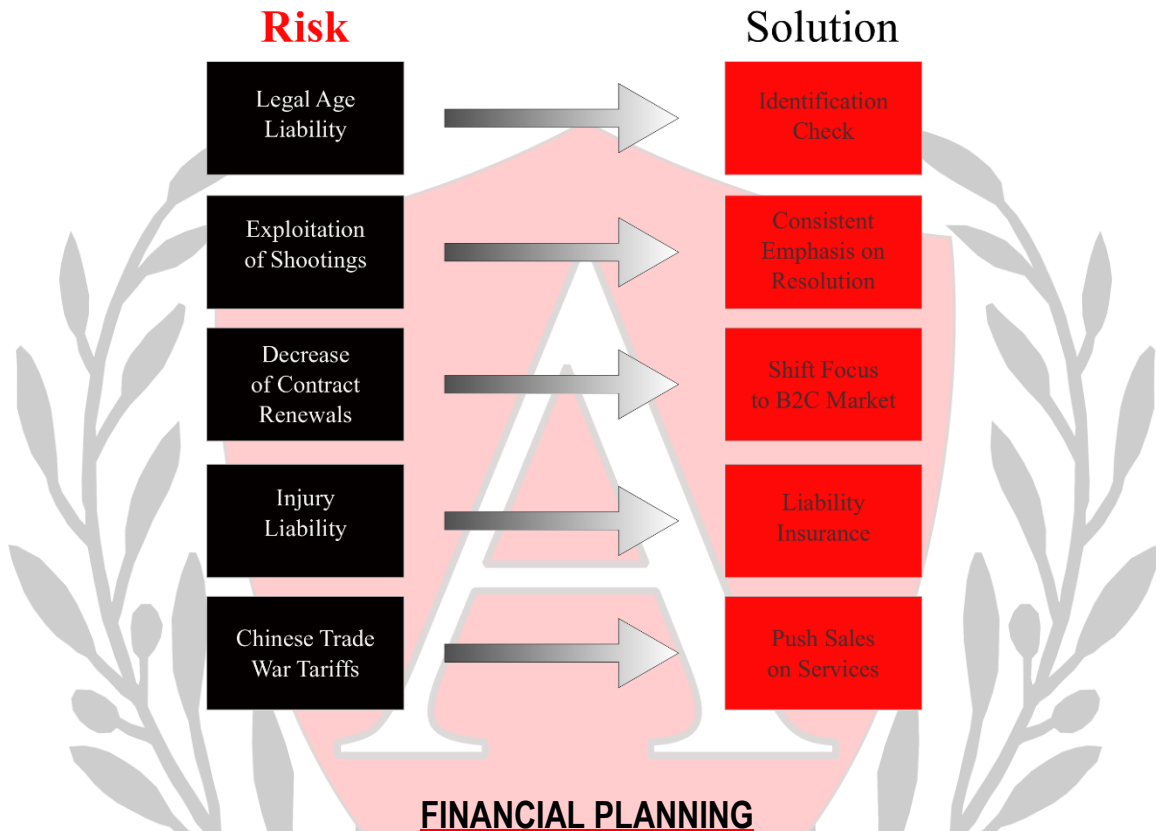 Risk
Solution
Legal Age
Liability
Identification
Check
Exploitation
of Shootings
Consistent
Emphasis on
Resolution
Decrease
of Contract
Renewals
Shift Focus
to B2C Market
Injury
Liability
Liability
Insurance
Chinese Trade
War Tariffs
Push Sales
on Services
A
FINANCIAL PLANNING